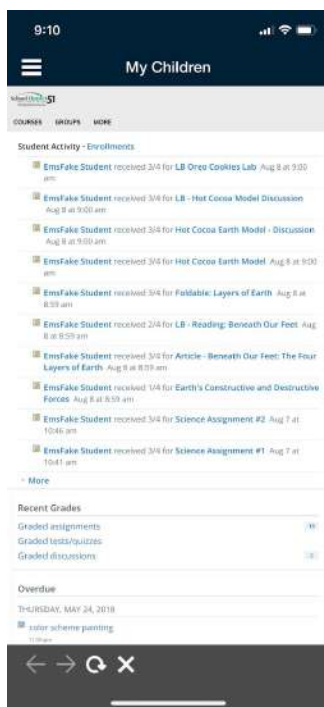 9:10
My Children
51
COURSES GROUPS MORE
Student Activity - Enrollments
EmsFake Student received 3/4 for LB Oreo Cookies Lab Aug 8 at 9:00
am
EmsFake Student received 3/4 for LB - Hot Cocoa Model Discussion
Aug 8 at 9:00 am
EmsFake Student received 3/4 for Hot Cocoa Earth Model - Discussion
Aug 8 at 9:00 am
EmsFake Student received 3/4 for Hot Cocoa Earth Model Aug 8 at 9:00
am
EmsFake Student received 3/4 for Foldable: Layers of Earth Aug 8 at
8:59 am
EmsFake Student received 2/4 for LB - Reading: Beneath Our Feet Aug
8 at 8:59 am
EmsFake Student received 3/4 for Article - Beneath Our Feet: The Four
Layers of Earth Aug 8 at 8:59 am
EmsFake Student received 1/4 for Earth's Constructive and Destructive
Forces Aug 8 at 8:59 am
EmsFake Student received 3/4 for Science Assignment #2 Aug 7 at
10:46 am
EmsFake Student received 3/4 for Science Assignment #1 Aug 7 at
10:41 am
More
Recent Grades
Graded assignments
Graded tests/quizzes
Graded discussions
Overdue
THURSDAY, MAY 24, 2018
color scheme painting